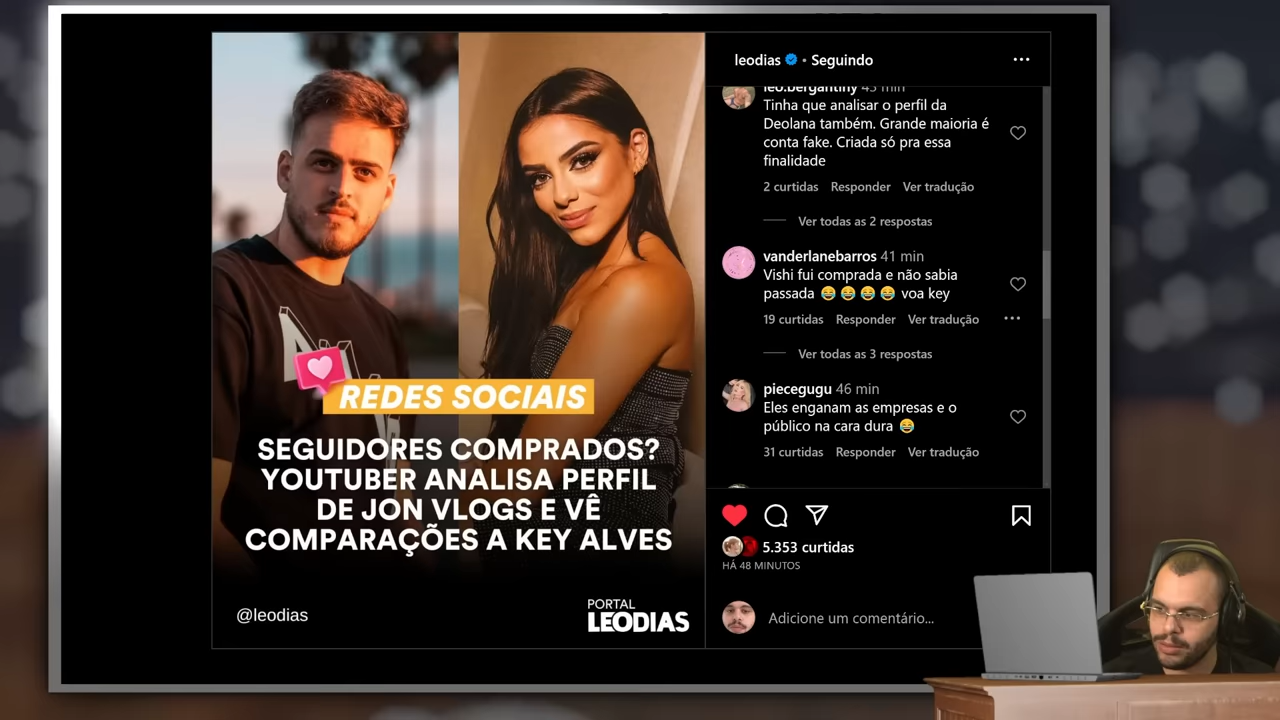 REDES SOCIAIS
SEGUIDORES COMPRADOS?
YOUTUBER ANALISA PERFIL
DE JON VLOGS E VÊ
COMPARAÇÕES A KEY ALVES
@leodias
PORTAL
LEODIAS
leodias • Seguindo
leo.bergantiny 45 min
Tinha que analisar o perfil da
Deolana também. Grande maioria é
conta fake. Criada só pra essa
finalidade
2 curtidas Responder Ver tradução
Ver todas as 2 respostas
vanderlanebarros 41 min
Vishi fui comprada e não sabia
passada 😂😂😂😂 voa key
19 curtidas Responder Ver tradução
Ver todas as 3 respostas
piecegugu 46 min
Eles enganam as empresas e o
público na cara dura 😂
31 curtidas Responder Ver tradução
5.353 curtidas
HÁ 48 MINUTOS
Adicione um comentário...